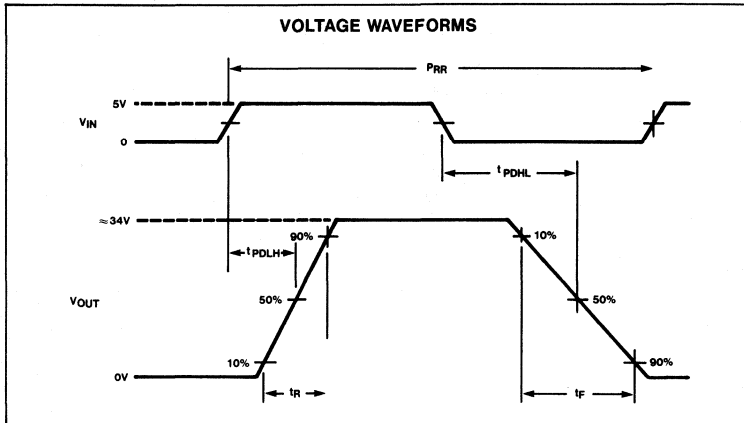 VOLTAGE WAVEFORMS
PRR
5V
VIN
0
tPDHL
≈34V
90%
10%
tPDLH
50%
50%
VOUT
10%
90%
0V
tR
tF